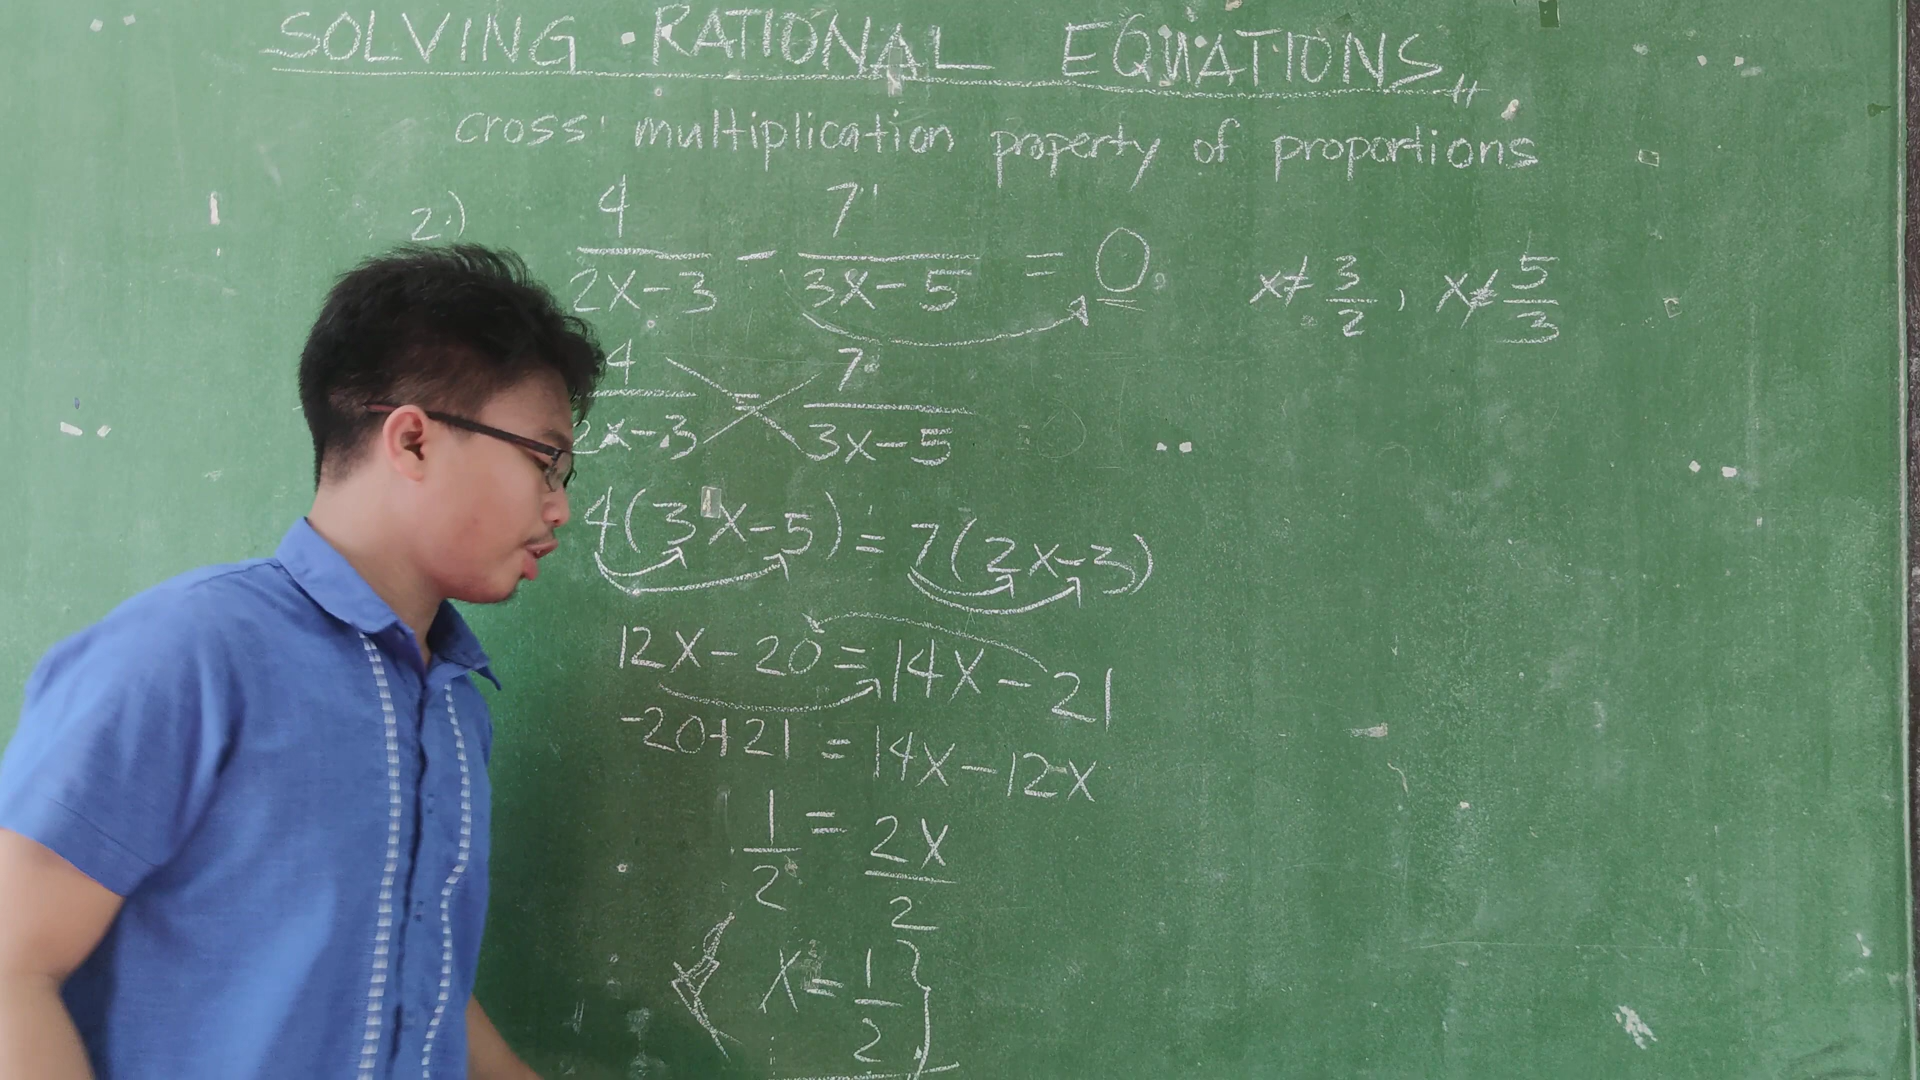 SOLVING RATIONAL EQUATIONS
cross multiplication property of proportions
2.) 4/(2x-3) - 7/(3x-5) = 0 x≠3/2, x≠5/3
4/(2x-3) = 7/(3x-5)
4(3x-5) = 7(2x-3)
12x-20 = 14x-21
-20+21 = 14x-12x
1/2 = 2x/2
{x = 1/2}